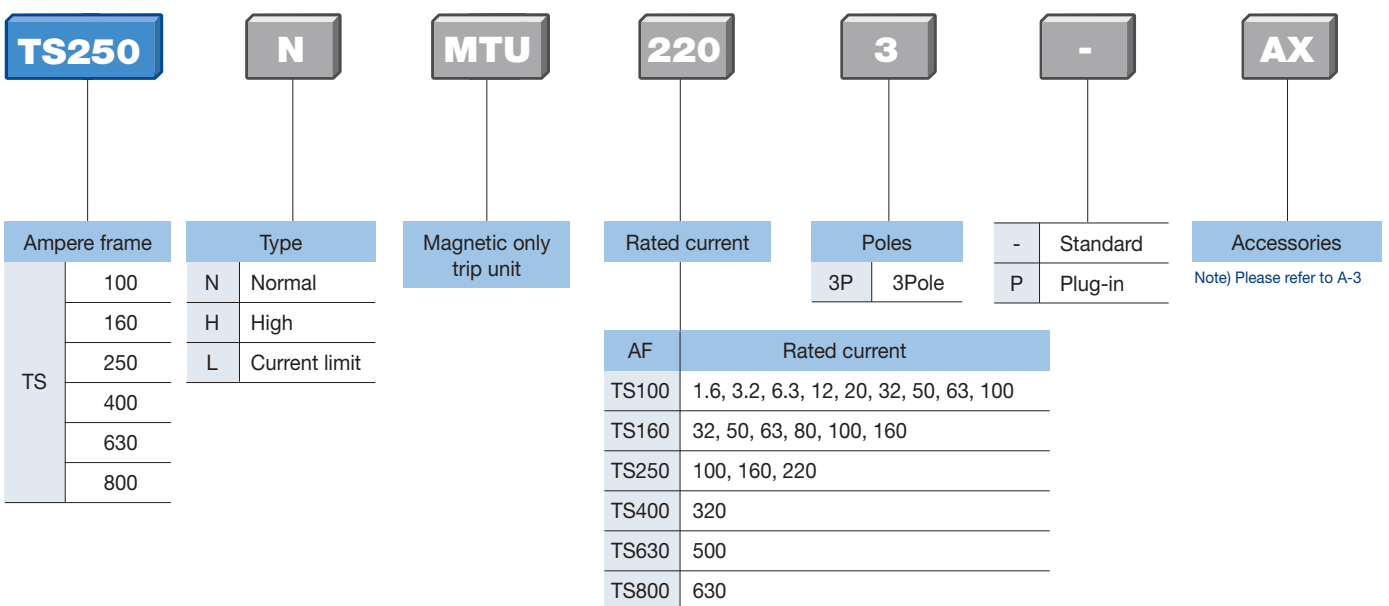 TS250 N MTU 220 3 - AX
Ampere frame
TS
100
160
250
400
630
800
Type
N Normal
H High
L Current limit
Magnetic only
trip unit
Rated current
AF Rated current
TS100 1.6, 3.2, 6.3, 12, 20, 32, 50, 63, 100
TS160 32, 50, 63, 80, 100, 160
TS250 100, 160, 220
TS400 320
TS630 500
TS800 630
Poles
3P 3Pole
- Standard
P Plug-in
Accessories
Note) Please refer to A-3